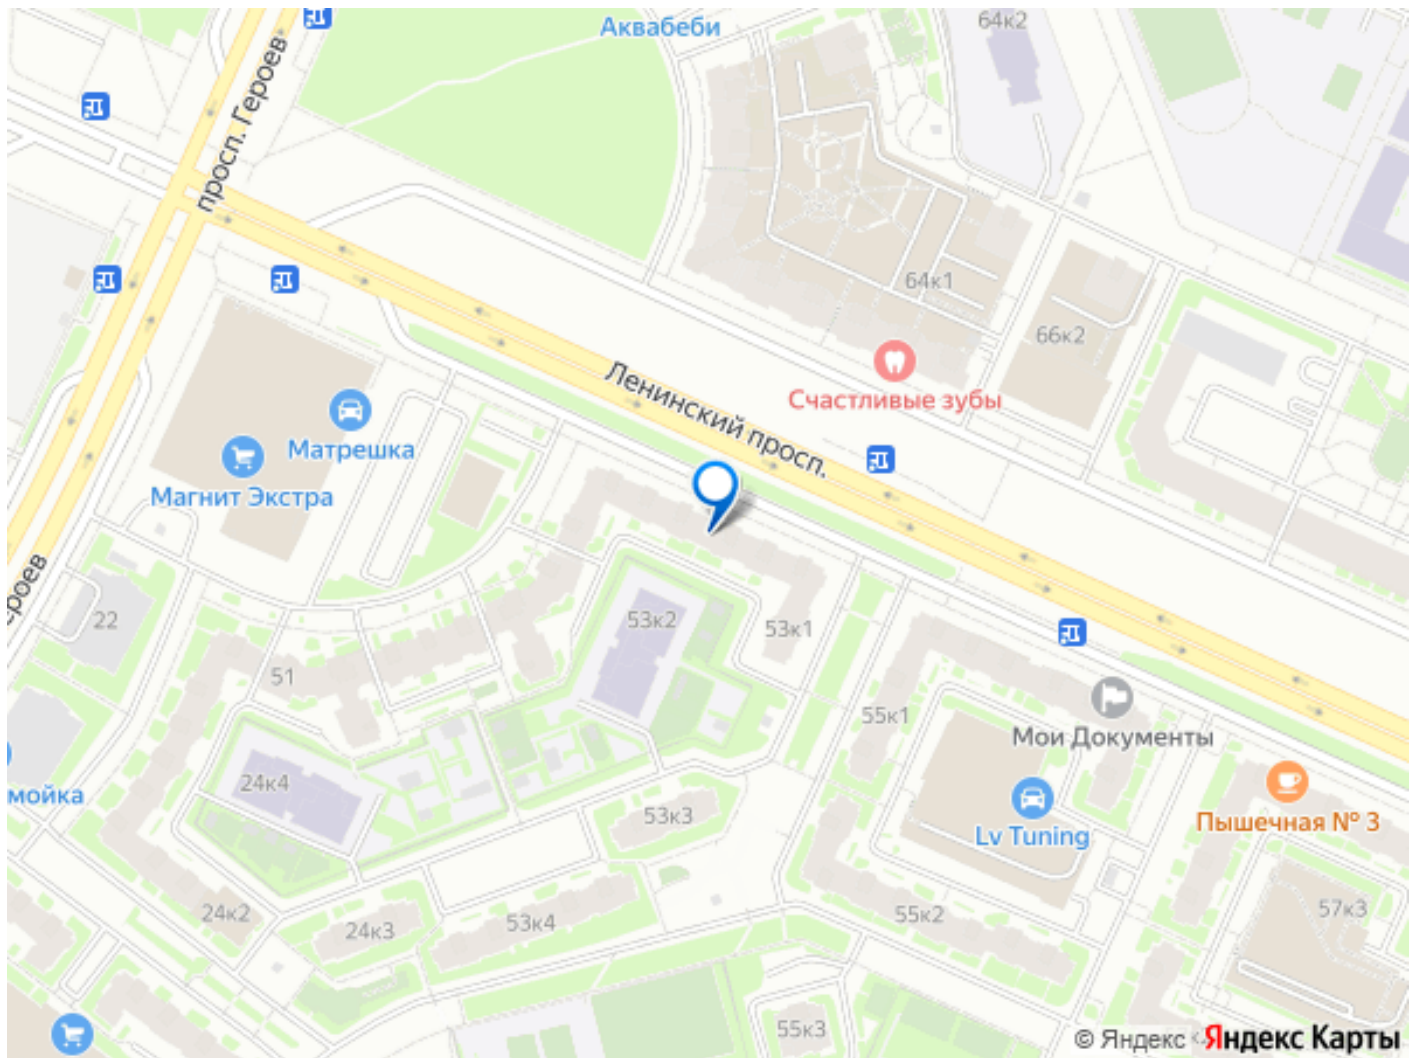 Аквабеби
64к2
просп. Героев
64к1
66к2
Счастливые зубы
Ленинский просп.
Матрешка
Магнит Экстра
ероев
22
53к2
53к1
51
55к1
Мои Документы
24к4
мойка
53к3
Lv Tuning
Пышечная № 3
24к2
24к3
53к4
55к2
57к3
55к3
© Яндекс
Яндекс Карты